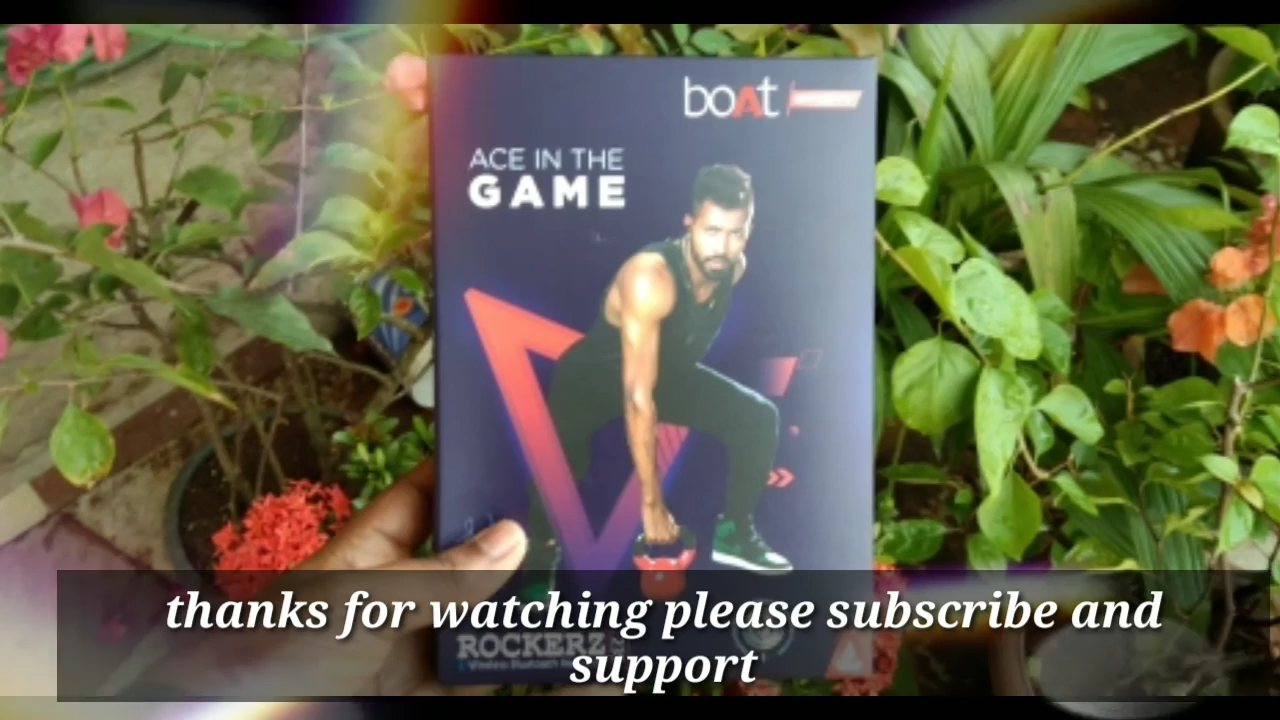 boAt
ACE IN THE
GAME
thanks for watching please subscribe and
support
ROCKERZ